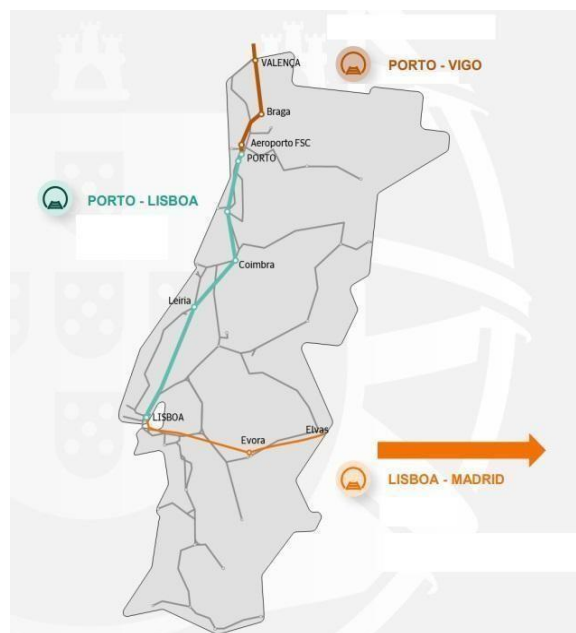 VALENÇA
PORTO - VIGO
Braga
Aeroporto FSC
PORTO
PORTO - LISBOA
Coimbra
Leiria
LISBOA
Evora
Elvas
LISBOA - MADRID